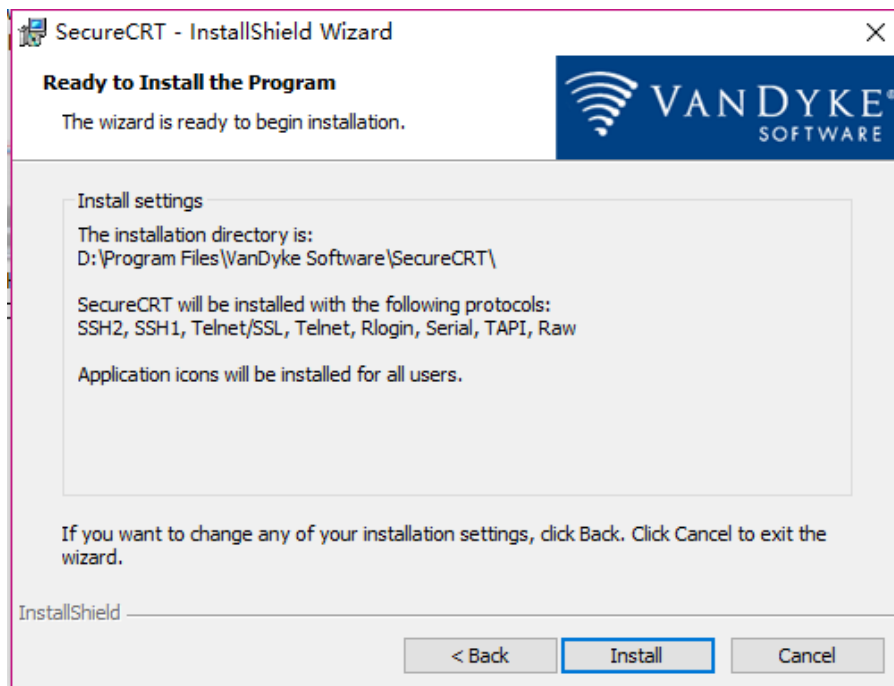 SecureCRT - InstallShield Wizard
Ready to Install the Program
The wizard is ready to begin installation.
VANDYKE®
SOFTWARE
Install settings
The installation directory is:
D:\Program Files\VanDyke Software\SecureCRT\
SecureCRT will be installed with the following protocols:
SSH2, SSH1, Telnet/SSL, Telnet, Rlogin, Serial, TAPI, Raw
Application icons will be installed for all users.
If you want to change any of your installation settings, click Back. Click Cancel to exit the
wizard.
InstallShield
< Back Install Cancel